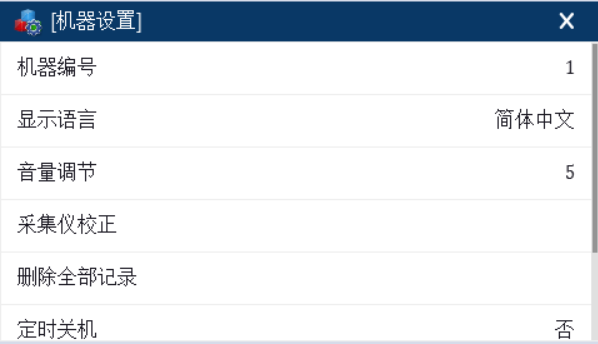 [机器设置]
机器编号 1
显示语言 简体中文
音量调节 5
采集仪校正
删除全部记录
定时关机 否